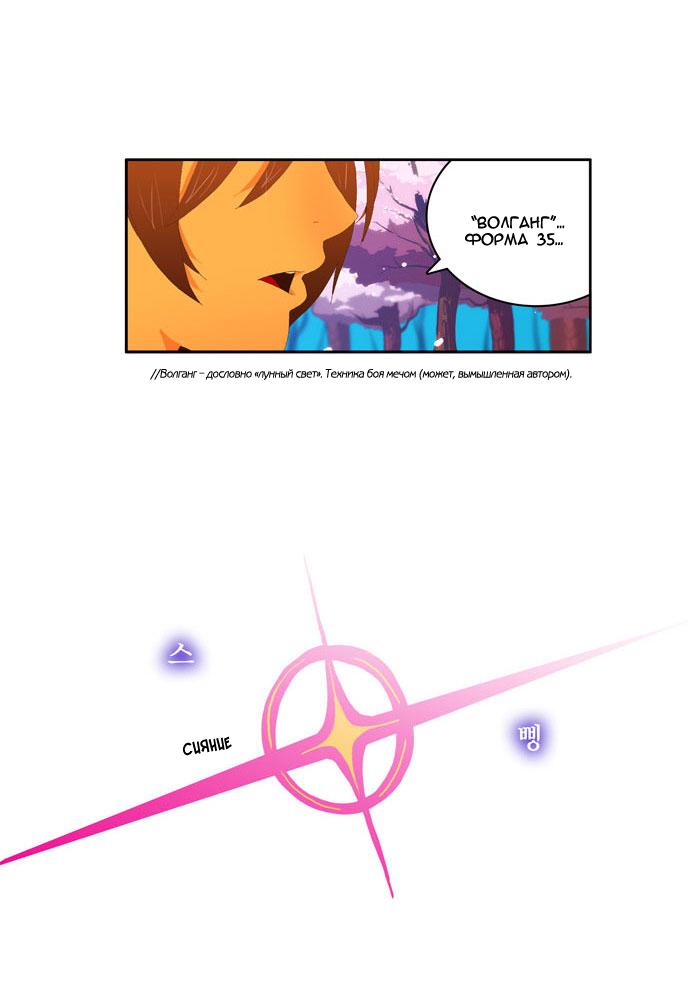 "ВОЛГАНГ"...
ФОРМА 35...
//Волганг – дословно «лунный свет». Техника боя мечом (может, вымышленная автором).
스
삥
СИЯНИЕ